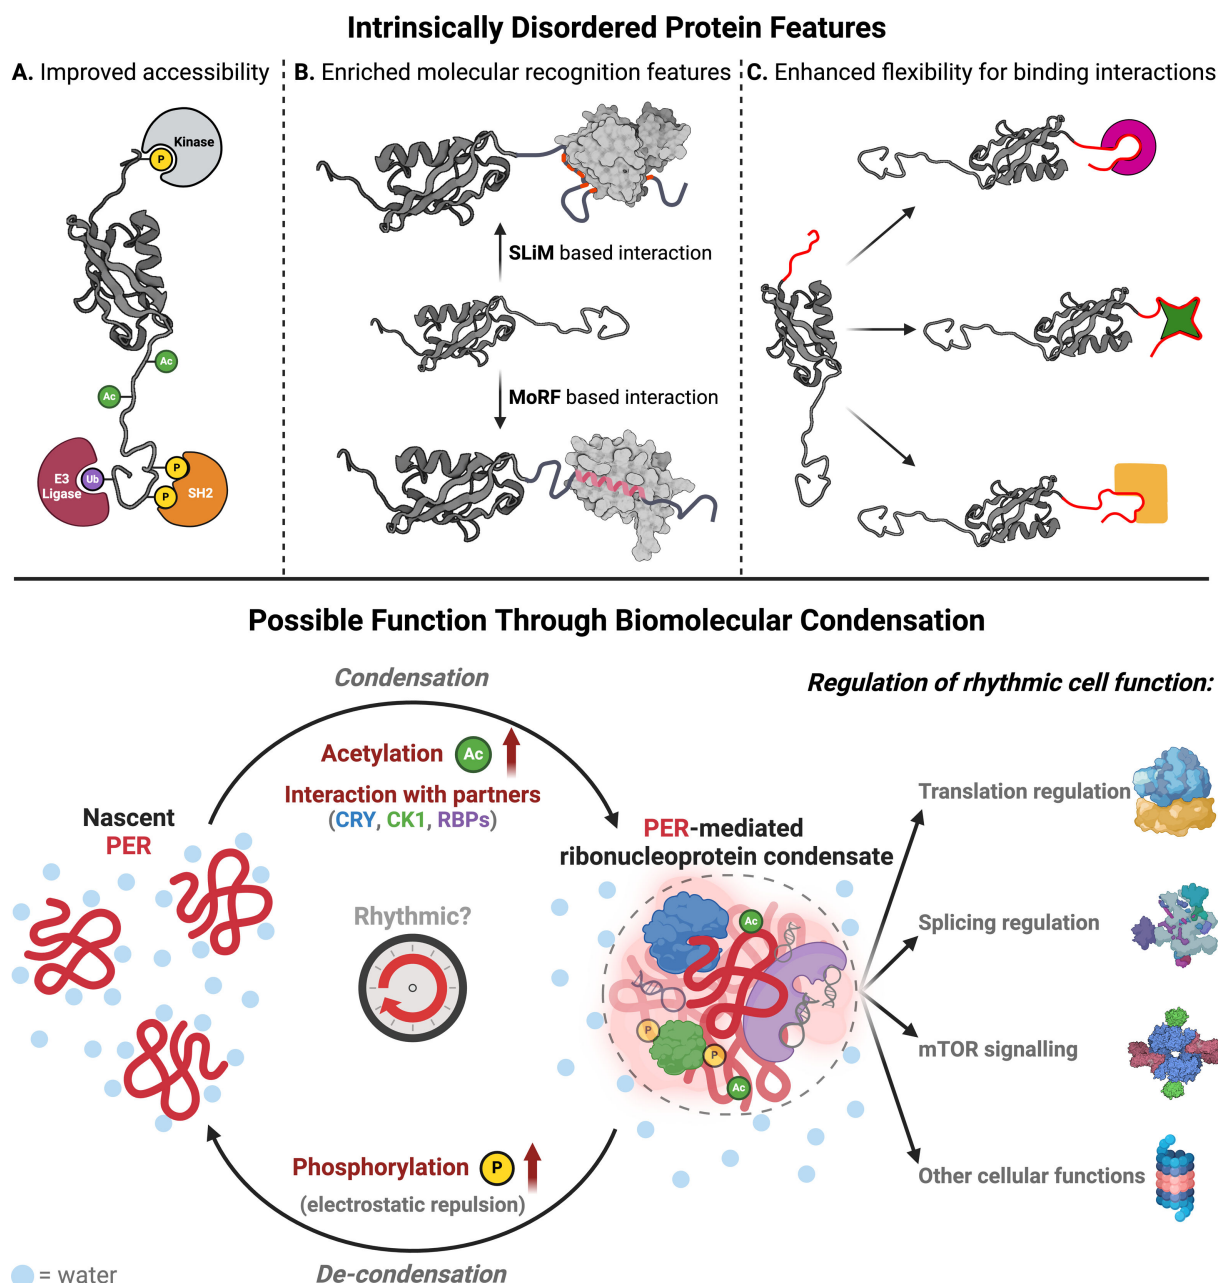 Intrinsically Disordered Protein Features
A. Improved accessibility
Kinase
P
Ac
Ac
E3
Ligase
Ub
P
P
SH2
B. Enriched molecular recognition features
SLiM based interaction
MoRF based interaction
C. Enhanced flexibility for binding interactions
Possible Function Through Biomolecular Condensation
Condensation
Acetylation Ac
Interaction with partners
(CRY, CK1, RBPs)
Nascent
PER
Rhythmic?
PER-mediated
ribonucleoprotein condensate
Ac
P
P
Ac
Phosphorylation P
(electrostatic repulsion)
De-condensation
= water
Regulation of rhythmic cell function:
Translation regulation
Splicing regulation
mTOR signalling
Other cellular functions